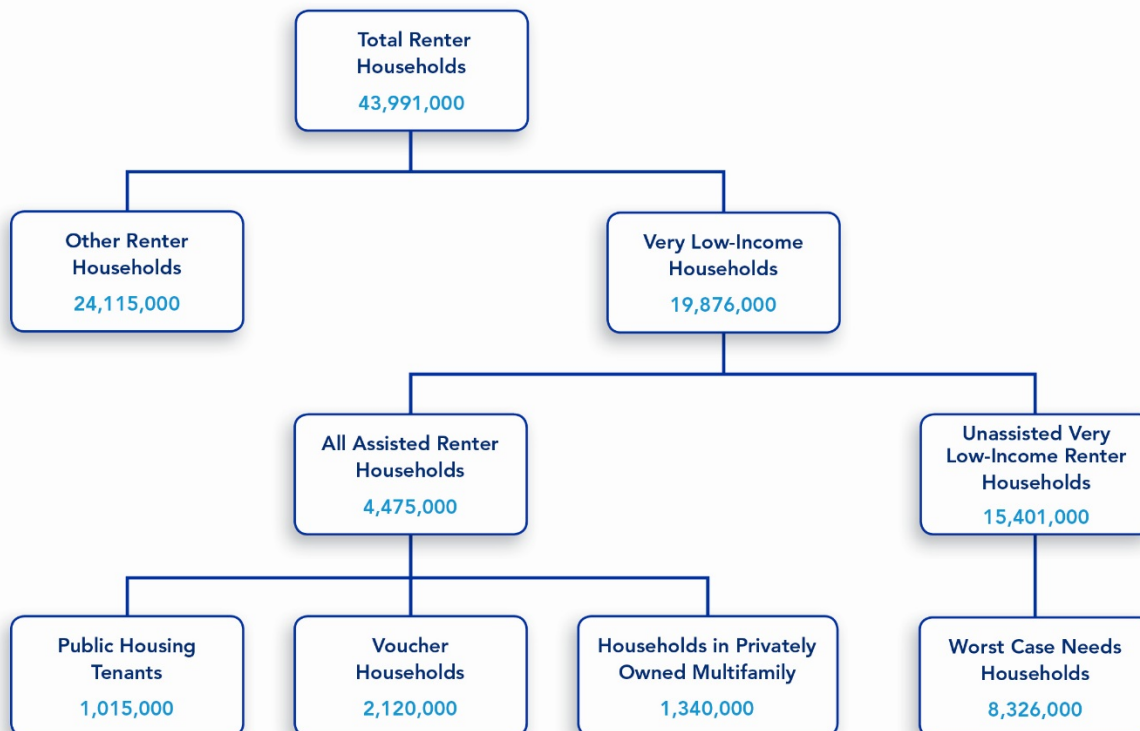 Total Renter
Households
43,991,000
Other Renter
Households
24,115,000
Very Low-Income
Households
19,876,000
All Assisted Renter
Households
4,475,000
Unassisted Very
Low-Income Renter
Households
15,401,000
Public Housing
Tenants
1,015,000
Voucher
Households
2,120,000
Households in Privately
Owned Multifamily
1,340,000
Worst Case Needs
Households
8,326,000